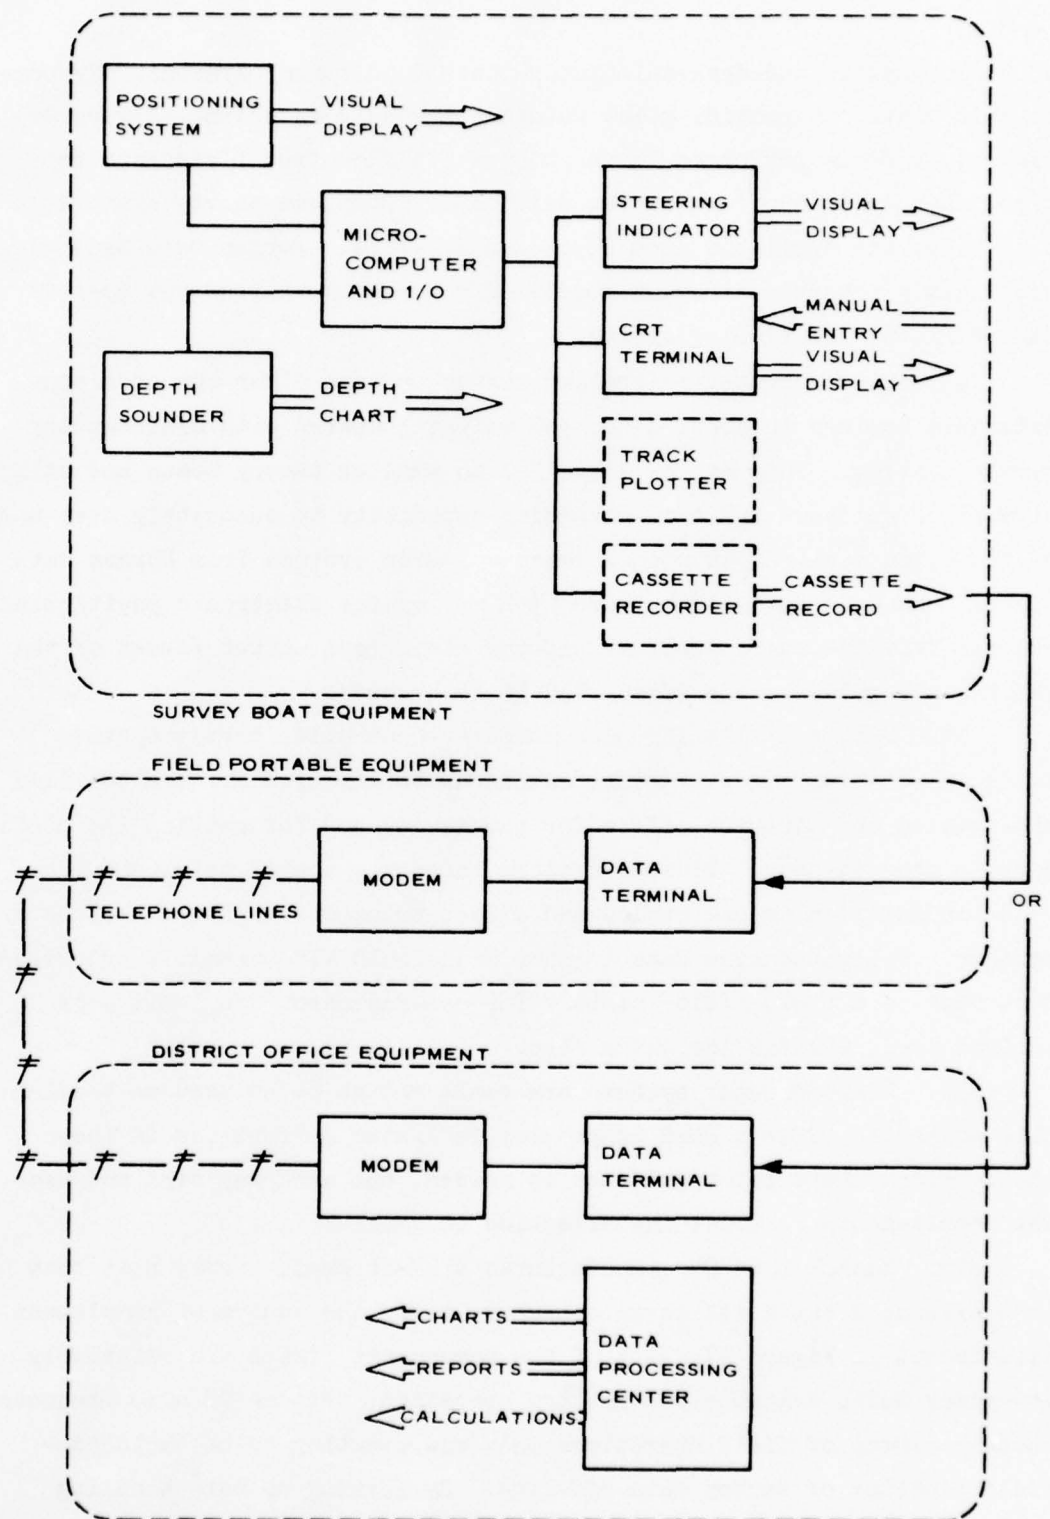 POSITIONING
SYSTEM
VISUAL
DISPLAY
MICRO-
COMPUTER
AND I/O
DEPTH
SOUNDER
DEPTH
CHART
STEERING
INDICATOR
VISUAL
DISPLAY
CRT
TERMINAL
MANUAL
ENTRY
VISUAL
DISPLAY
TRACK
PLOTTER
CASSETTE
RECORDER
CASSETTE
RECORD
SURVEY BOAT EQUIPMENT
FIELD PORTABLE EQUIPMENT
MODEM
DATA
TERMINAL
TELEPHONE LINES
OR
DISTRICT OFFICE EQUIPMENT
MODEM
DATA
TERMINAL
CHARTS
REPORTS
CALCULATIONS
DATA
PROCESSING
CENTER